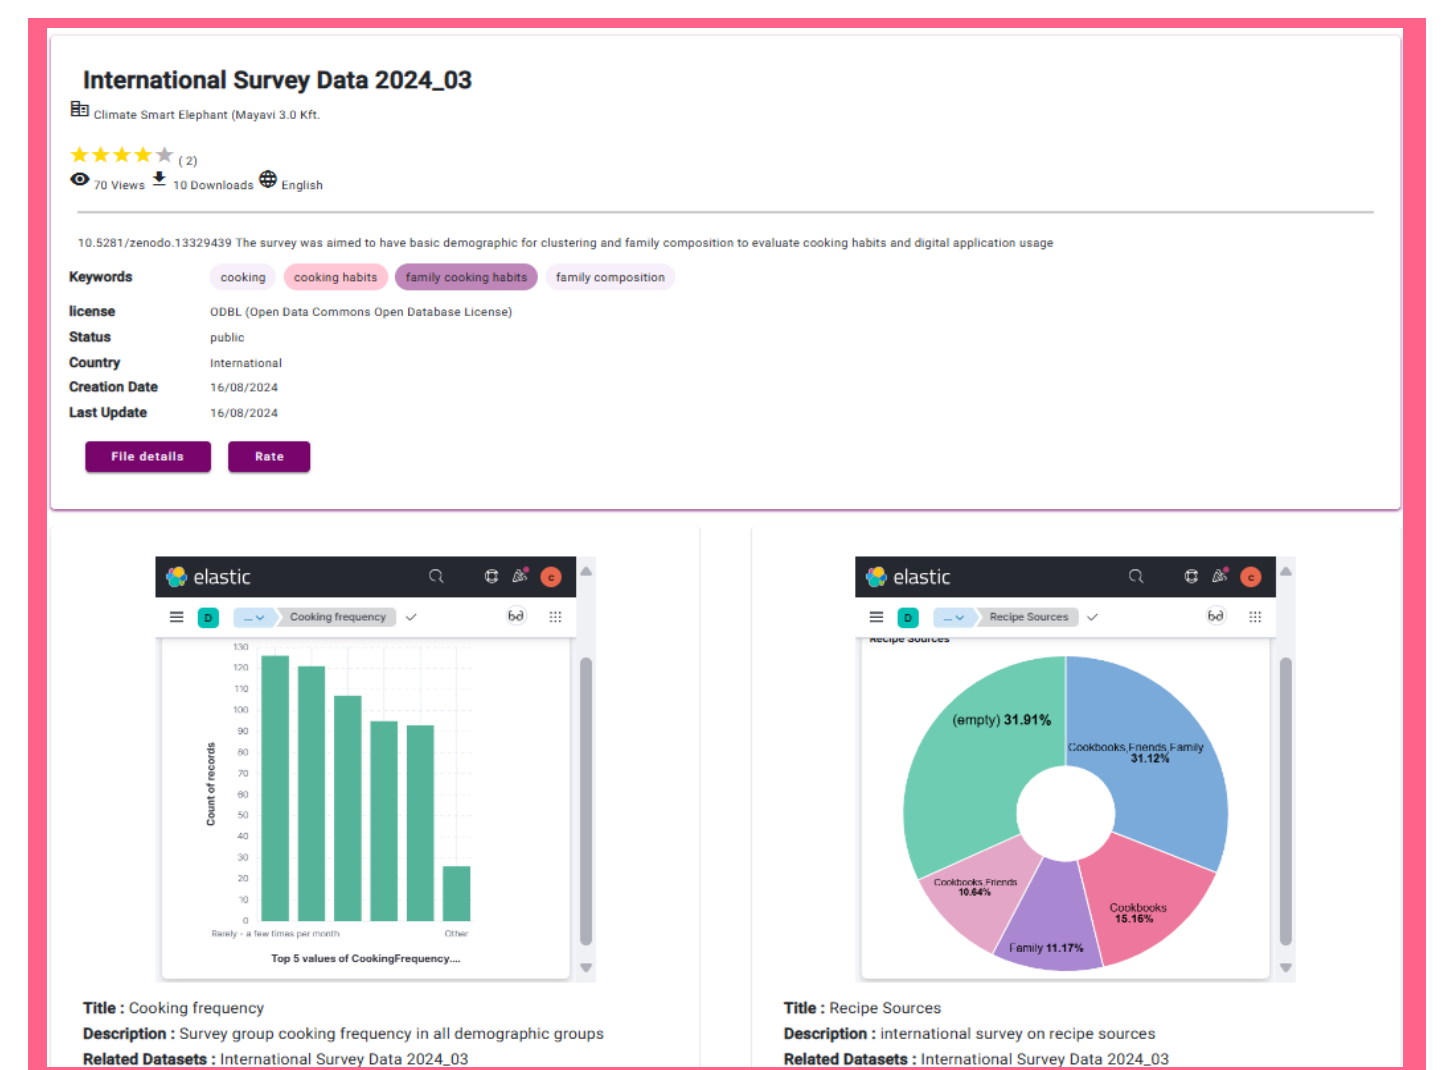 International Survey Data 2024_03
Climate Smart Elephant (Mayavi 3.0 Kft.
( 2)
70 Views 10 Downloads English
10.5281/zenodo.13329439 The survey was aimed to have basic demographic for clustering and family composition to evaluate cooking habits and digital application usage
Keywords cooking cooking habits family cooking habits family composition
license ODBL (Open Data Commons Open Database License)
Status public
Country International
Creation Date 16/08/2024
Last Update 16/08/2024
File details Rate
elastic c
D ... Cooking frequency
130
120
110
100
90
80
70
60
50
40
30
20
10
0
Count of records
Rarely - a few times per month Other
Top 5 values of CookingFrequency....
Title : Cooking frequency
Description : Survey group cooking frequency in all demographic groups
Related Datasets : International Survey Data 2024_03
elastic c
D ... Recipe Sources
Recipe Sources
(empty) 31.91%
Cookbooks,Friends,Family
31.12%
Cookbooks,Friends
10.64%
Cookbooks
15.16%
Family 11.17%
Title : Recipe Sources
Description : international survey on recipe sources
Related Datasets : International Survey Data 2024_03